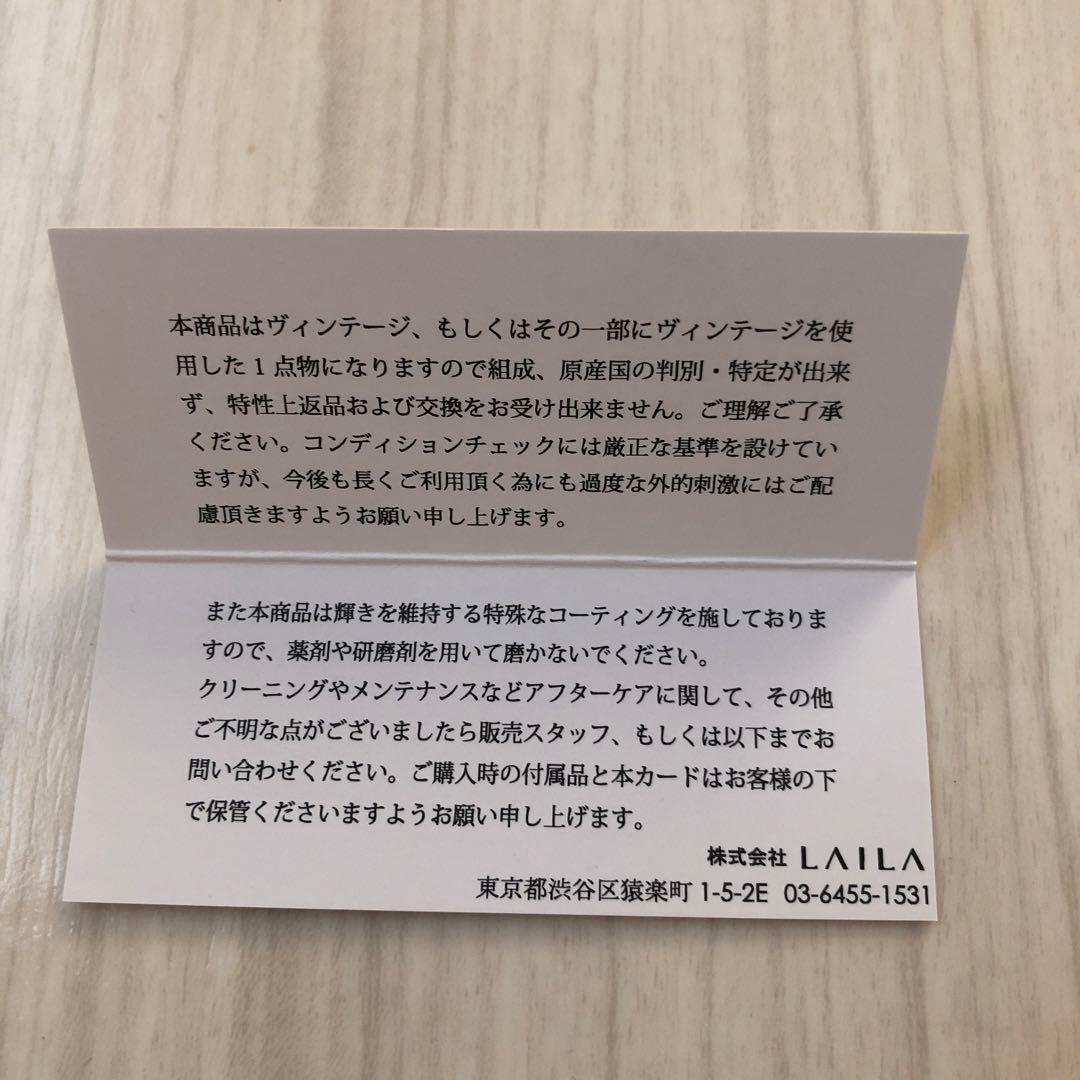 本商品はヴィンテージ、もしくはその一部にヴィンテージを使
用した 1 点物になりますので組成、原産国の判別・特定が出来
ず、特性上返品および交換をお受け出来ません。ご理解ご了承
ください。コンディションチェックには厳正な基準を設けてい
ますが、今後も長くご利用頂く為にも過度な外的刺激にはご配
慮頂きますようお願い申し上げます。
また本商品は輝きを維持する特殊なコーティングを施しておりま
すので、薬剤や研磨剤を用いて磨かないでください。
クリーニングやメンテナンスなどアフターケアに関して、その他
ご不明な点がございましたら販売スタッフ、もしくは以下までお
問い合わせください。ご購入時の付属品と本カードはお客様の下
で保管くださいますようお願い申し上げます。
株式会社 LAILA
東京都渋谷区猿楽町 1-5-2E 03-6455-1531